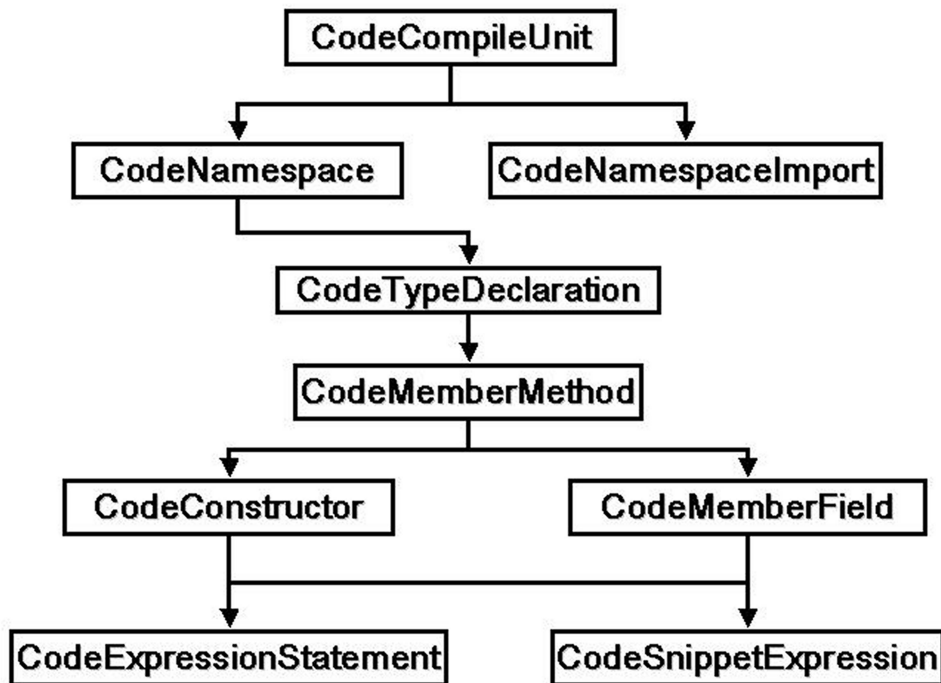 CodeCompileUnit
CodeNamespace
CodeNamespaceImport
CodeTypeDeclaration
CodeMemberMethod
CodeConstructor
CodeMemberField
CodeExpressionStatement
CodeSnippetExpression